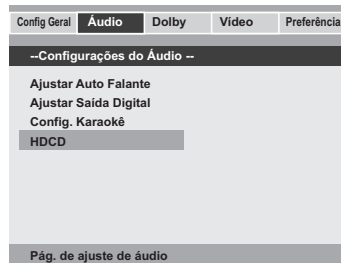 Config Geral Áudio Dolby Vídeo Preferência
--Configurações do Áudio --
Ajustar Auto Falante
Ajustar Saída Digital
Config. Karaokê
HDCD
Pág. de ajuste de áudio